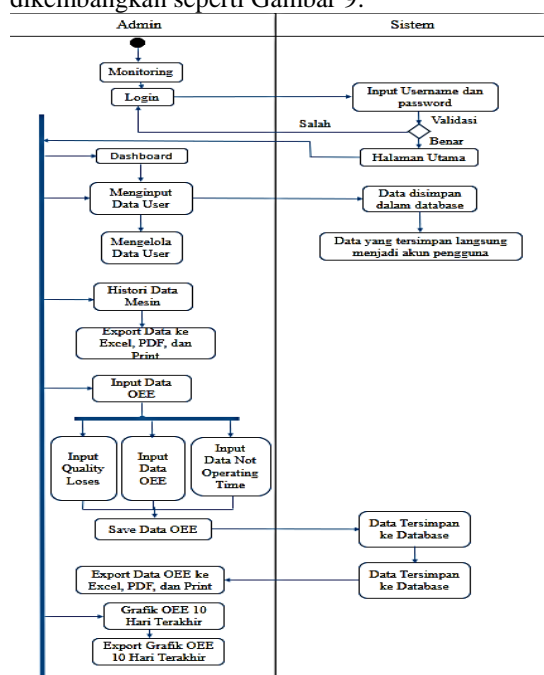 dikembangkan seperti Gambar 9.
Admin
Sistem
Monitoring
Login
Input Username dan
password
Salah
Validasi
Benar
Dashboard
Halaman Utama
Menginput
Data User
Data disimpan
dalam database
Mengelola
Data User
Data yang tersimpan langsung
menjadi akun pengguna
Histori Data
Mesin
Export Data ke
Excel, PDF, dan
Print
Input Data
OEE
Input
Quality
Loses
Input
Data
OEE
Input
Data Not
Operating
Time
Save Data OEE
Data Tersimpan
ke Database
Export Data OEE ke
Excel, PDF, dan Print
Data Tersimpan
ke Database
Grafik OEE 10
Hari Terakhir
Export Grafik OEE
10 Hari Terakhir